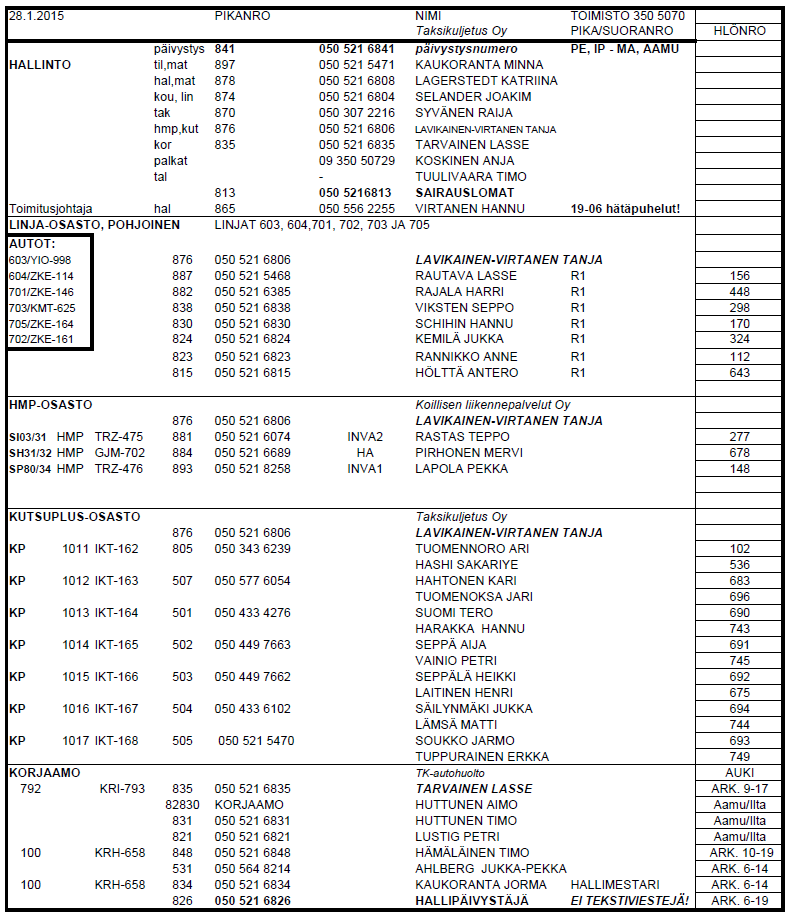 28.1.2015 PIKANRO NIMI TOIMISTO 350 5070
Taksikuljetus Oy PIKA/SUORANRO HLÖNRO
päivystys 841 050 521 6841 päivystysnumero PE, IP - MA, AAMU
HALLINTO til,mat 897 050 521 5471 KAUKORANTA MINNA
hal,mat 878 050 521 6808 LAGERSTEDT KATRIINA
kou, lin 874 050 521 6804 SELANDER JOAKIM
tak 870 050 307 2216 SYVÄNEN RAIJA
hmp,kut 876 050 521 6806 LAVIKAINEN-VIRTANEN TANJA
kor 835 050 521 6835 TARVAINEN LASSE
palkat 09 350 50729 KOSKINEN ANJA
tal - TUULIVAARA TIMO
813 050 5216813 SAIRAUSLOMAT
Toimitusjohtaja hal 865 050 556 2255 VIRTANEN HANNU 19-06 hätäpuhelut!
LINJA-OSASTO, POHJOINEN LINJAT 603, 604,701, 702, 703 JA 705
AUTOT:
603/YIO-998 876 050 521 6806 LAVIKAINEN-VIRTANEN TANJA
604/ZKE-114 887 050 521 5468 RAUTAVA LASSE R1 156
701/ZKE-146 882 050 521 6385 RAJALA HARRI R1 448
703/KMT-625 838 050 521 6838 VIKSTEN SEPPO R1 298
705/ZKE-164 830 050 521 6830 SCHIHIN HANNU R1 170
702/ZKE-161 824 050 521 6824 KEMILÄ JUKKA R1 324
823 050 521 6823 RANNIKKO ANNE R1 112
815 050 521 6815 HÖLTTÄ ANTERO R1 643
HMP-OSASTO Koillisen liikennepalvelut Oy
876 050 521 6806 LAVIKAINEN-VIRTANEN TANJA
SI03/31 HMP TRZ-475 881 050 521 6074 INVA2 RASTAS TEPPO 277
SH31/32 HMP GJM-702 884 050 521 6689 HA PIRHONEN MERVI 678
SP80/34 HMP TRZ-476 893 050 521 8258 INVA1 LAPOLA PEKKA 148
KUTSUPLUS-OSASTO Taksikuljetus Oy
876 050 521 6806 LAVIKAINEN-VIRTANEN TANJA
KP 1011 IKT-162 805 050 343 6239 TUOMENNORO ARI 102
HASHI SAKARIYE 536
KP 1012 IKT-163 507 050 577 6054 HAHTONEN KARI 683
TUOMENOKSA JARI 696
KP 1013 IKT-164 501 050 433 4276 SUOMI TERO 690
HARAKKA HANNU 743
KP 1014 IKT-165 502 050 449 7663 SEPPÄ AIJA 691
VAINIO PETRI 745
KP 1015 IKT-166 503 050 449 7662 SEPPÄLÄ HEIKKI 692
LAITINEN HENRI 675
KP 1016 IKT-167 504 050 433 6102 SÄILYNMÄKI JUKKA 694
LÄMSÄ MATTI 744
KP 1017 IKT-168 505 050 521 5470 SOUKKO JARMO 693
TUPPURAINEN ERKKA 749
KORJAAMO TK-autohuolto AUKI
792 KRI-793 835 050 521 6835 TARVAINEN LASSE ARK. 9-17
82830 KORJAAMO HUTTUNEN AIMO Aamu/Ilta
831 050 521 6831 HUTTUNEN TIMO Aamu/Ilta
821 050 521 6821 LUSTIG PETRI Aamu/Ilta
100 KRH-658 848 050 521 6848 HÄMÄLÄINEN TIMO ARK. 10-19
531 050 564 8214 AHLBERG JUKKA-PEKKA ARK. 6-14
100 KRH-658 834 050 521 6834 KAUKORANTA JORMA HALLIMESTARI ARK. 6-14
826 050 521 6826 HALLIPÄIVYSTÄJÄ EI TEKSTIVIESTEJÄ! ARK. 6-19